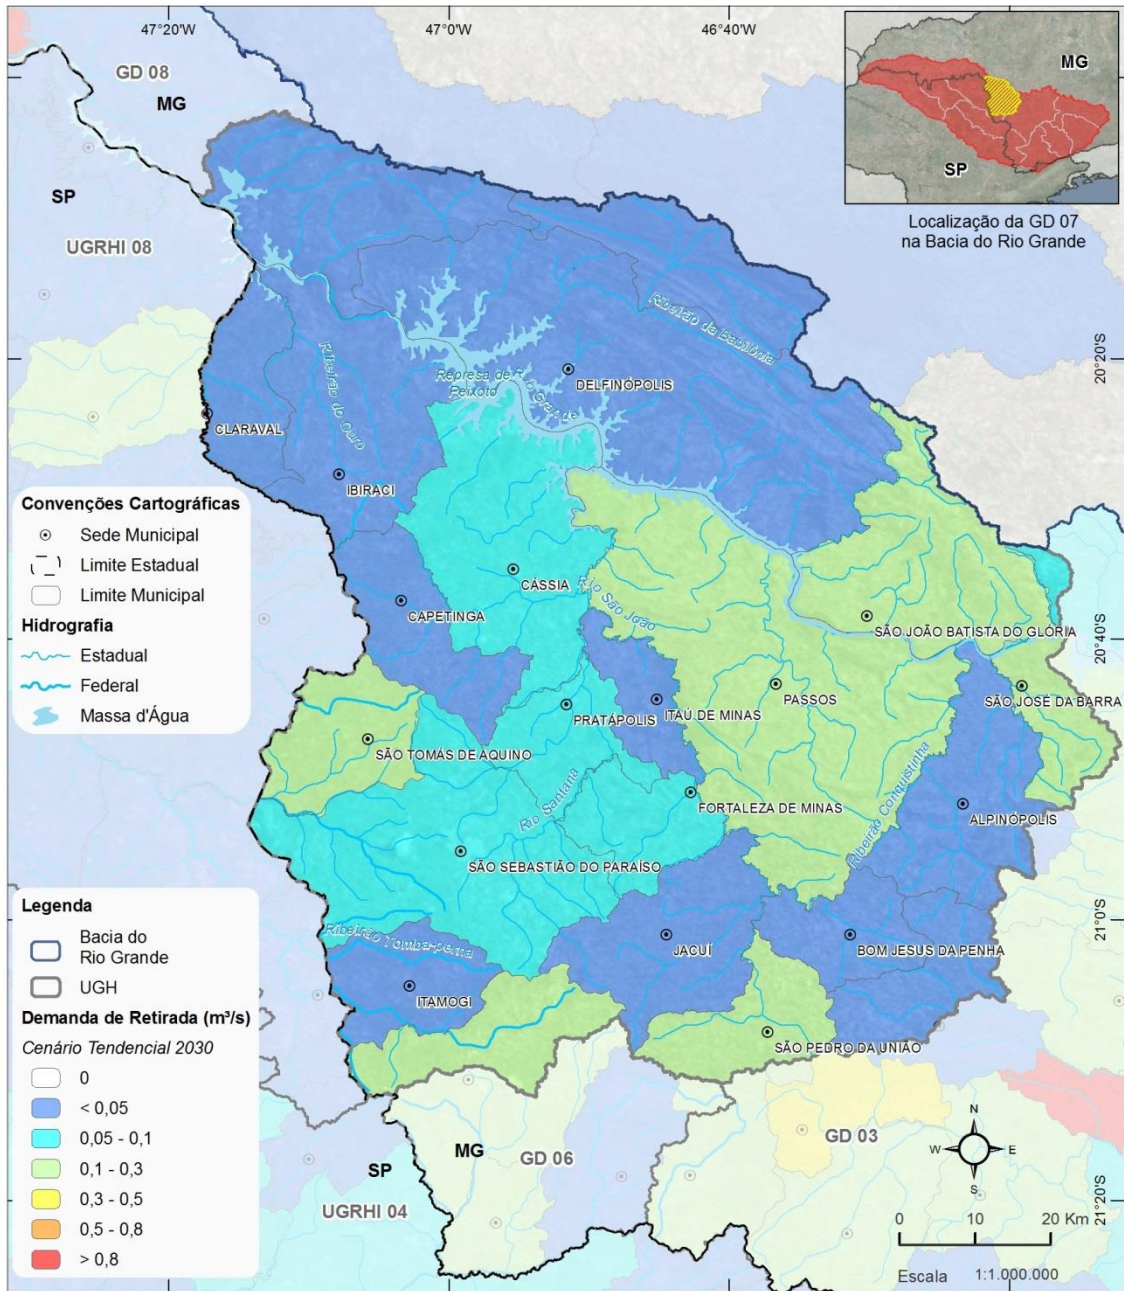 47°20'W
47°0'W
46°40'W
GD 08
MG
SP
UGRHI 08
MG
SP
Localização da GD 07
na Bacia do Rio Grande
20°20'S
20°40'S
21°0'S
21°20'S
Ribeirão da Babilônia
Ribeirão do Ouro
Represa de
Peixoto
Rio Grande
DELFINÓPOLIS
CLARAVAL
IBIRACI
CÁSSIA
CAPETINGA
Rio São João
SÃO JOÃO BATISTA DO GLÓRIA
PRATÁPOLIS
ITAÚ DE MINAS
PASSOS
SÃO JOSÉ DA BARRA
SÃO TOMÁS DE AQUINO
Rio Santana
FORTALEZA DE MINAS
Ribeirão Conquistinha
ALPINÓPOLIS
SÃO SEBASTIÃO DO PARAÍSO
Ribeirão Tomba-perna
JACUÍ
BOM JESUS DA PENHA
ITAMOGI
SÃO PEDRO DA UNIÃO
GD 03
MG
GD 06
SP
UGRHI 04
Convenções Cartográficas
Sede Municipal
Limite Estadual
Limite Municipal
Hidrografia
Estadual
Federal
Massa d'Água
Legenda
Bacia do
Rio Grande
UGH
Demanda de Retirada (m³/s)
Cenário Tendencial 2030
0
< 0,05
0,05 - 0,1
0,1 - 0,3
0,3 - 0,5
0,5 - 0,8
> 0,8
N
W E
S
0 10 20 Km
Escala 1:1.000.000